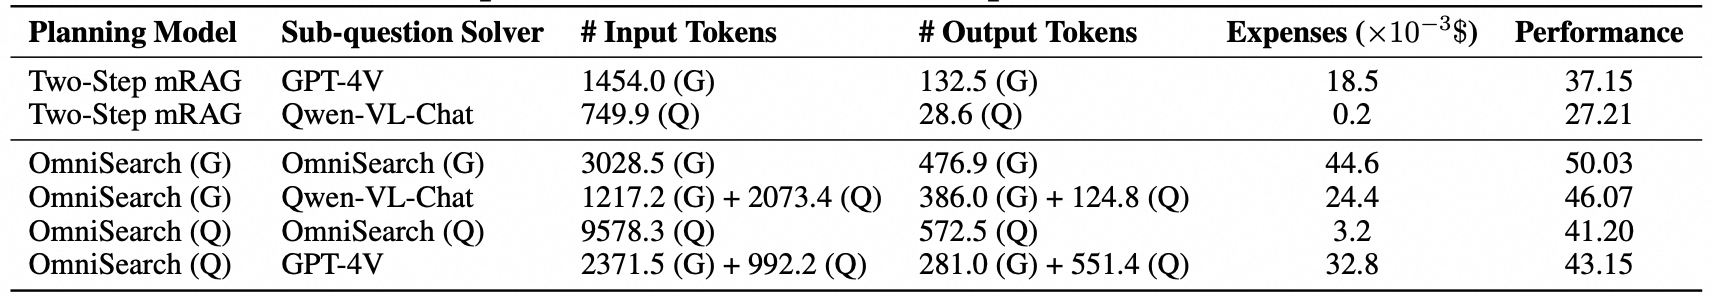 Planning Model Sub-question Solver # Input Tokens # Output Tokens Expenses (×10⁻³$) Performance
Two-Step mRAG GPT-4V 1454.0 (G) 132.5 (G) 18.5 37.15
Two-Step mRAG Qwen-VL-Chat 749.9 (Q) 28.6 (Q) 0.2 27.21
OmniSearch (G) OmniSearch (G) 3028.5 (G) 476.9 (G) 44.6 50.03
OmniSearch (G) Qwen-VL-Chat 1217.2 (G) + 2073.4 (Q) 386.0 (G) + 124.8 (Q) 24.4 46.07
OmniSearch (Q) OmniSearch (Q) 9578.3 (Q) 572.5 (Q) 3.2 41.20
OmniSearch (Q) GPT-4V 2371.5 (G) + 992.2 (Q) 281.0 (G) + 551.4 (Q) 32.8 43.15